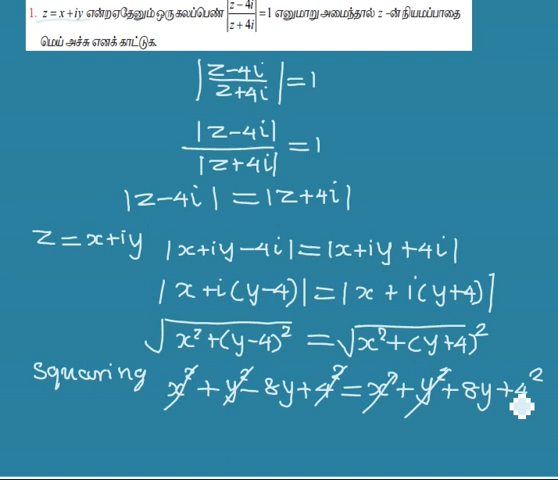 1. z = x + iy என்றஏதேனும் ஒரு கலப்பெண் |z − 4i / z + 4i| = 1 எனுமாறு அமைந்தால் z -ன் நியமப்பாதை
மெய் அச்சு எனக் காட்டுக.
|z-4i / z+4i| = 1
|z-4i| / |z+4i| = 1
|z-4i| = |z+4i|
z = x+iy |x+iy-4i| = |x+iy+4i|
|x+i(y-4)| = |x+i(y+4)|
√(x²+(y-4)²) = √(x²+(y+4)²)
Squaring x²+y²-8y+4² = x²+y²+8y+4²